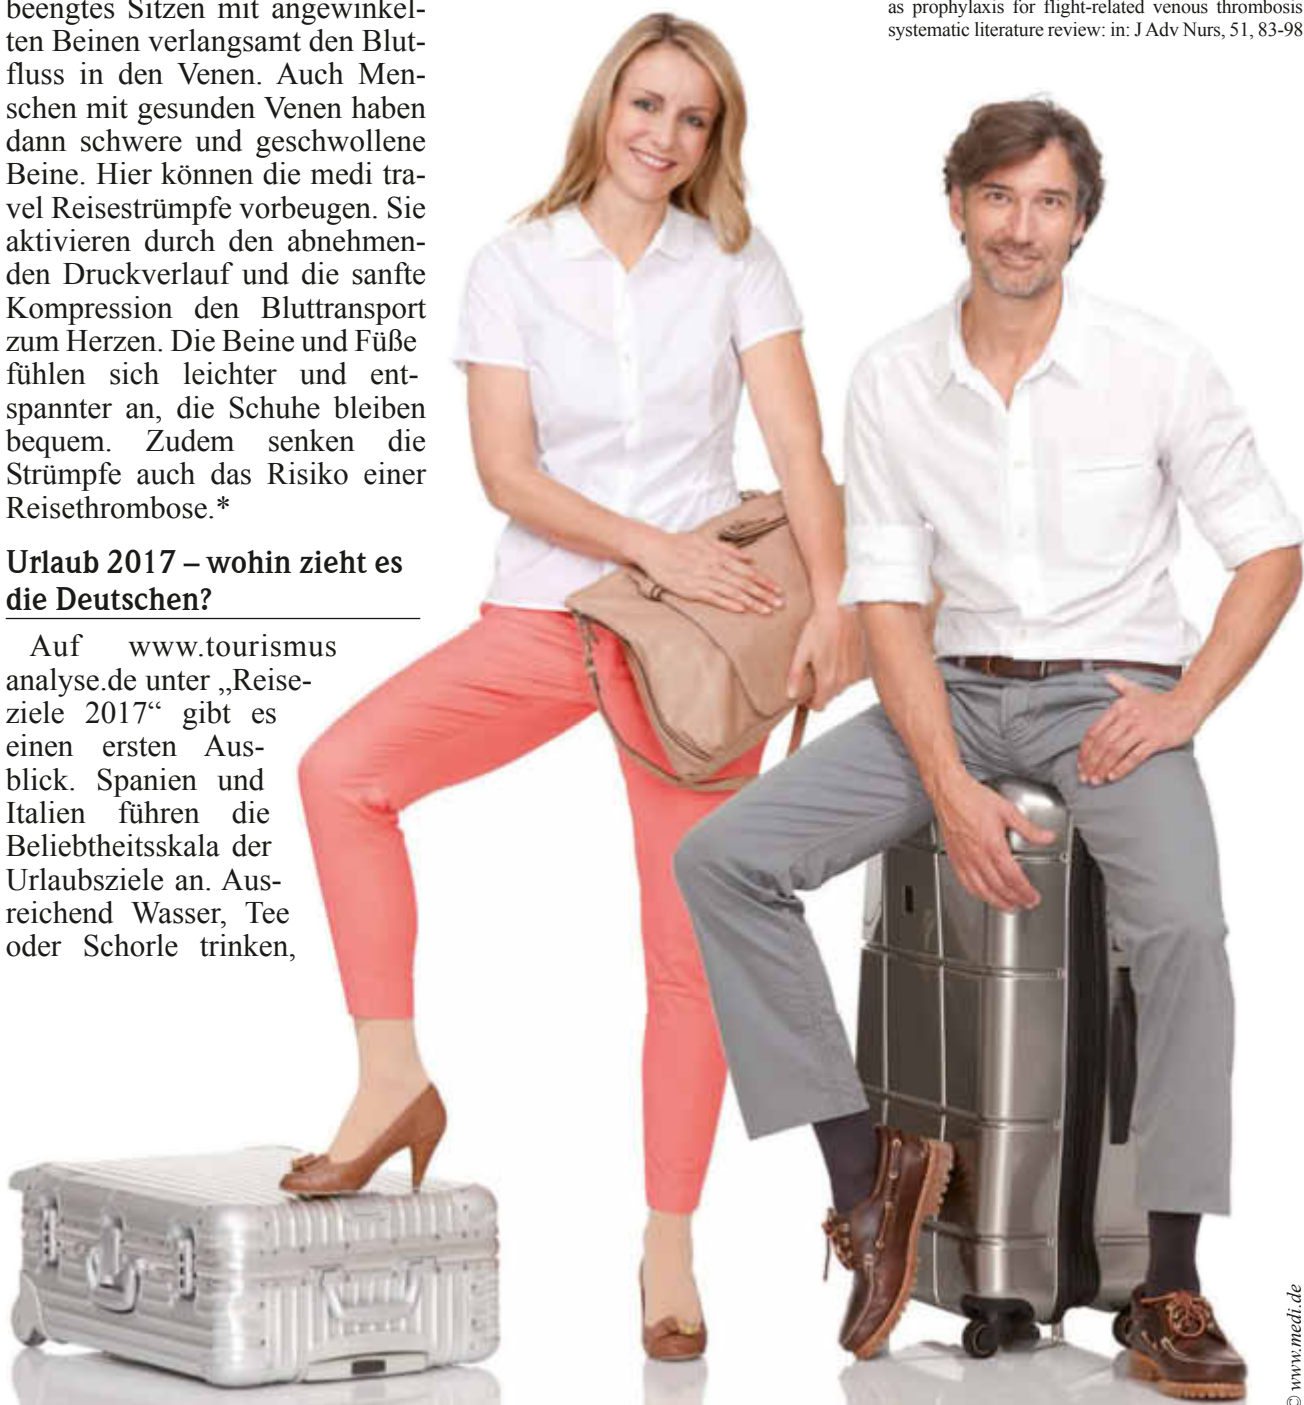 beengtes Sitzen mit angewinkel-
ten Beinen verlangsamt den Blut-
fluss in den Venen. Auch Men-
schen mit gesunden Venen haben
dann schwere und geschwollene
Beine. Hier können die medi tra-
vel Reisestrümpfe vorbeugen. Sie
aktivieren durch den abnehmen-
den Druckverlauf und die sanfte
Kompression den Bluttransport
zum Herzen. Die Beine und Füße
fühlen sich leichter und ent-
spannter an, die Schuhe bleiben
bequem. Zudem senken die
Strümpfe auch das Risiko einer
Reisethrombose.*
Urlaub 2017 – wohin zieht es
die Deutschen?
Auf www.tourismus
analyse.de unter „Reise-
ziele 2017“ gibt es
einen ersten Aus-
blick. Spanien und
Italien führen die
Beliebtheitsskala der
Urlaubsziele an. Aus-
reichend Wasser, Tee
oder Schorle trinken,
as prophylaxis for flight-related venous thrombosis
systematic literature review: in: J Adv Nurs, 51, 83-98
© www.medi.de